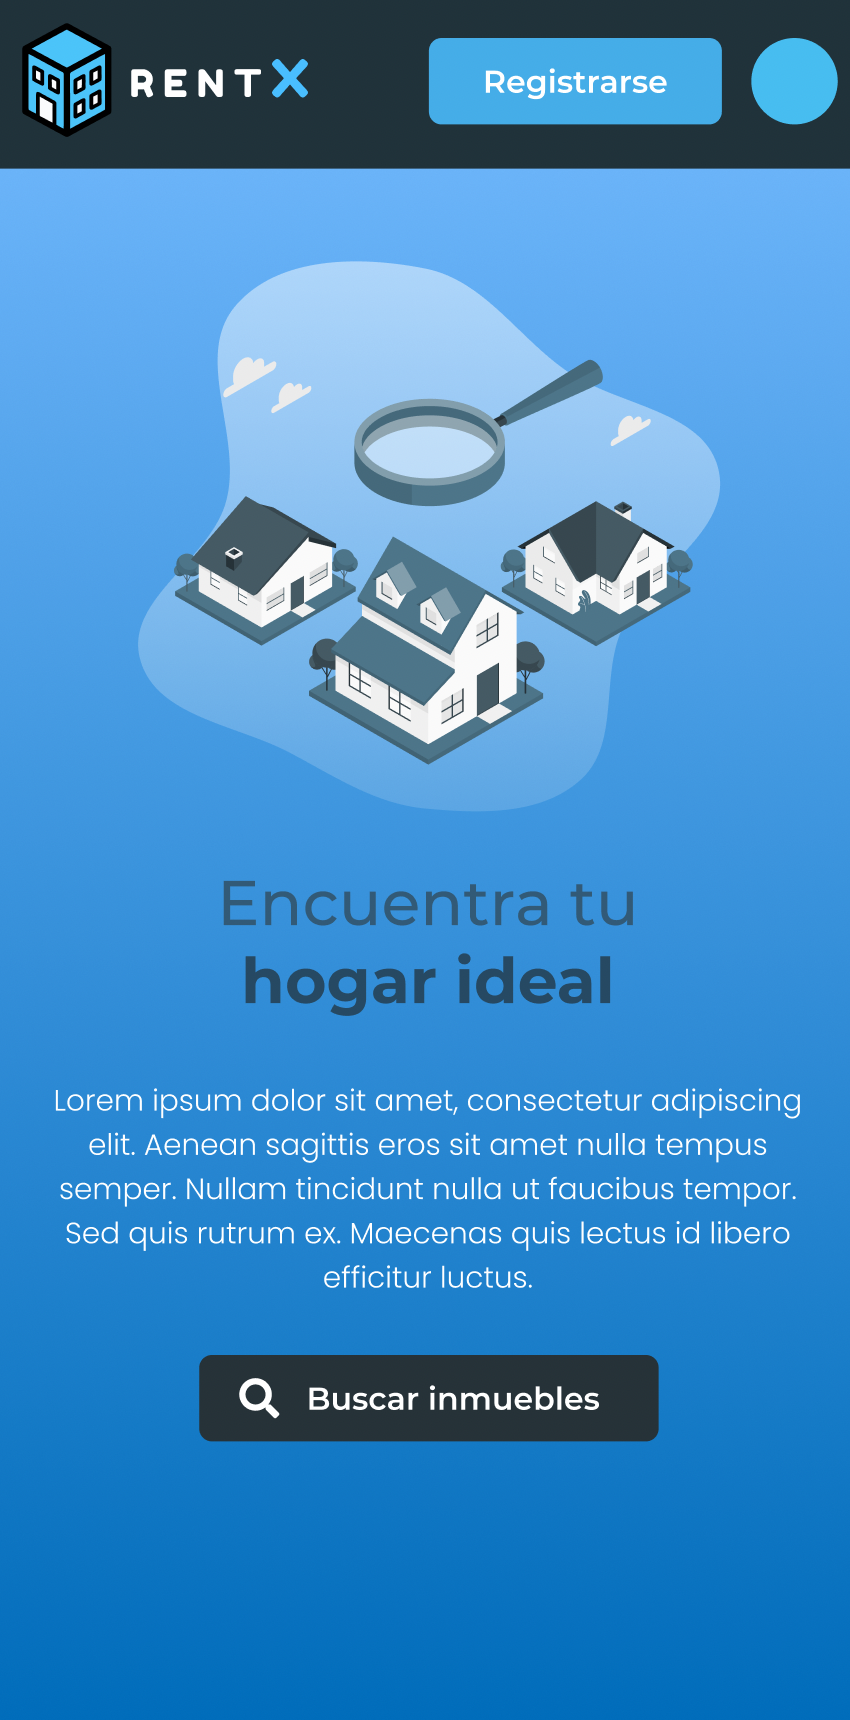 RENTX
Registrarse
Encuentra tu
hogar ideal
Lorem ipsum dolor sit amet, consectetur adipiscing
elit. Aenean sagittis eros sit amet nulla tempus
semper. Nullam tincidunt nulla ut faucibus tempor.
Sed quis rutrum ex. Maecenas quis lectus id libero
efficitur luctus.
Buscar inmuebles